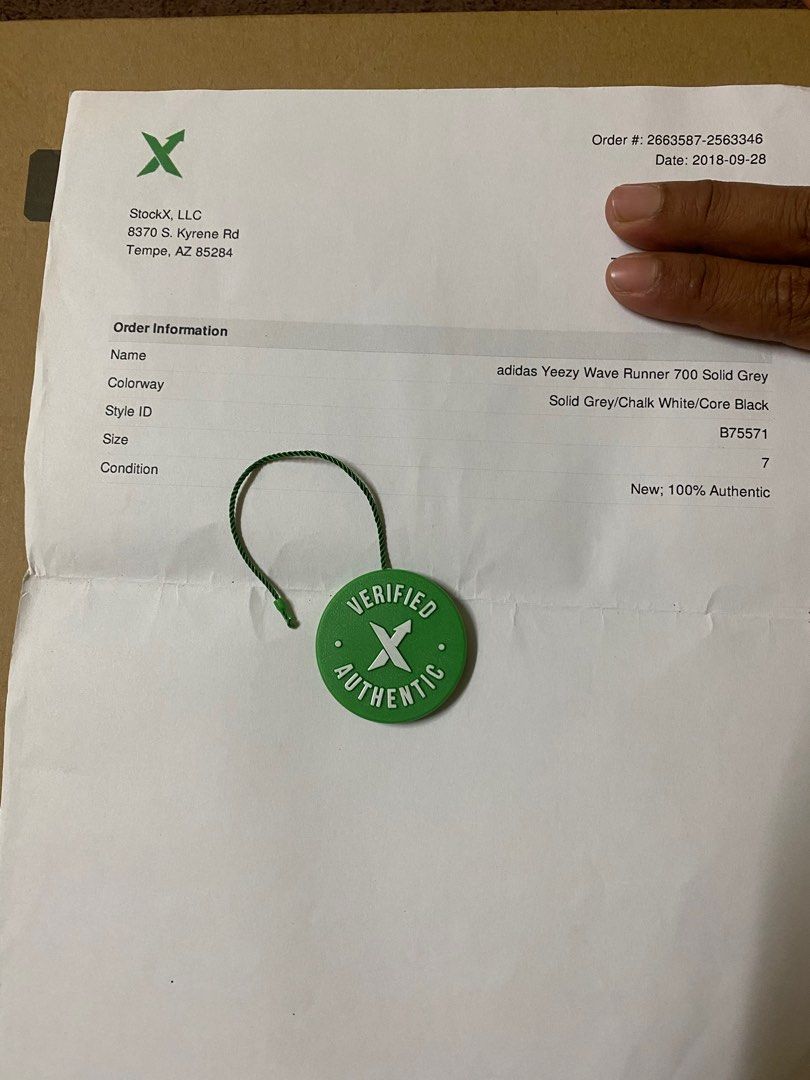 Order #: 2663587-2563346
Date: 2018-09-28
StockX, LLC
8370 S. Kyrene Rd
Tempe, AZ 85284
Order Information
Name
adidas Yeezy Wave Runner 700 Solid Grey
Colorway
Solid Grey/Chalk White/Core Black
Style ID
B75571
Size
7
Condition
New; 100% Authentic
VERIFIED
X
AUTHENTIC